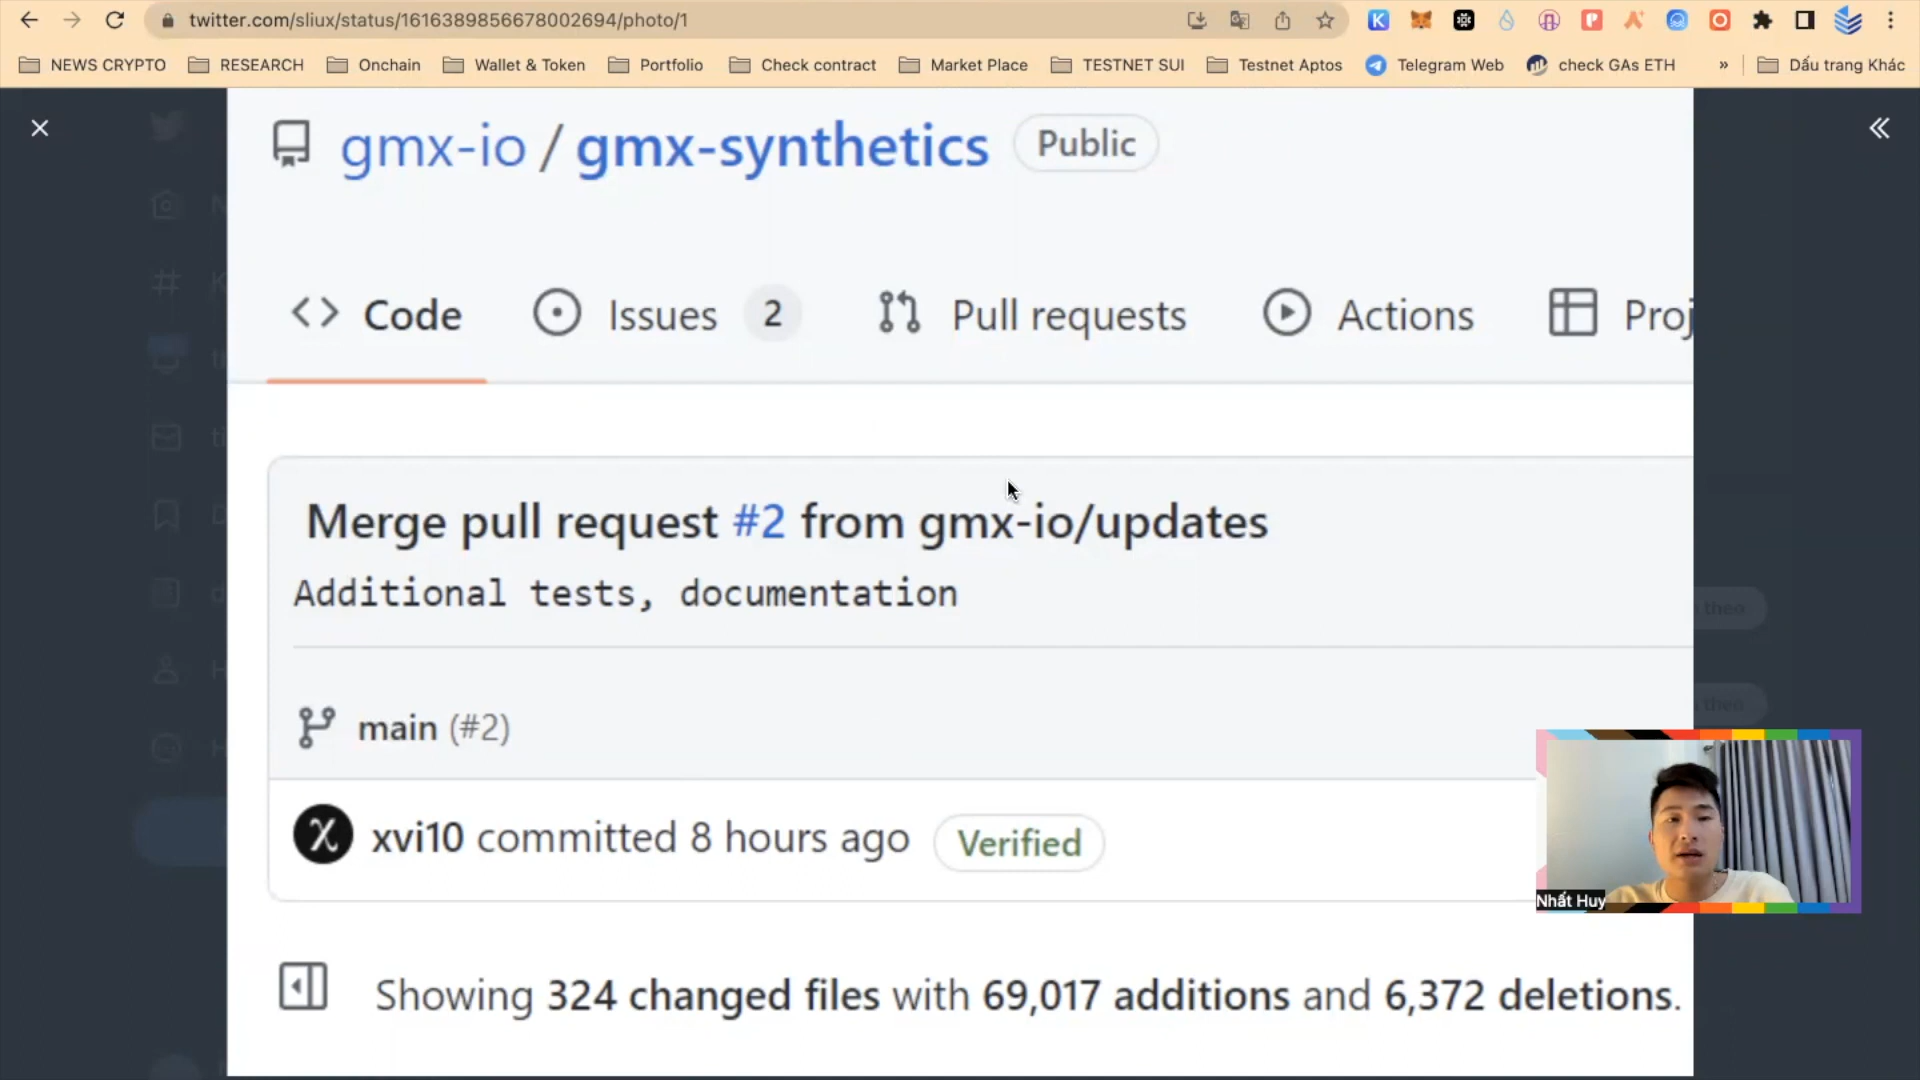 twitter.com/sliux/status/1616389856678002694/photo/1
NEWS CRYPTO RESEARCH Onchain Wallet & Token Portfolio Check contract Market Place TESTNET SUI Testnet Aptos Telegram Web check GAs ETH » Dấu trang Khác
gmx-io / gmx-synthetics Public
Code Issues 2 Pull requests Actions Proj
Merge pull request #2 from gmx-io/updates
Additional tests, documentation
main (#2)
xvi10 committed 8 hours ago Verified
Nhất Huy
Showing 324 changed files with 69,017 additions and 6,372 deletions.